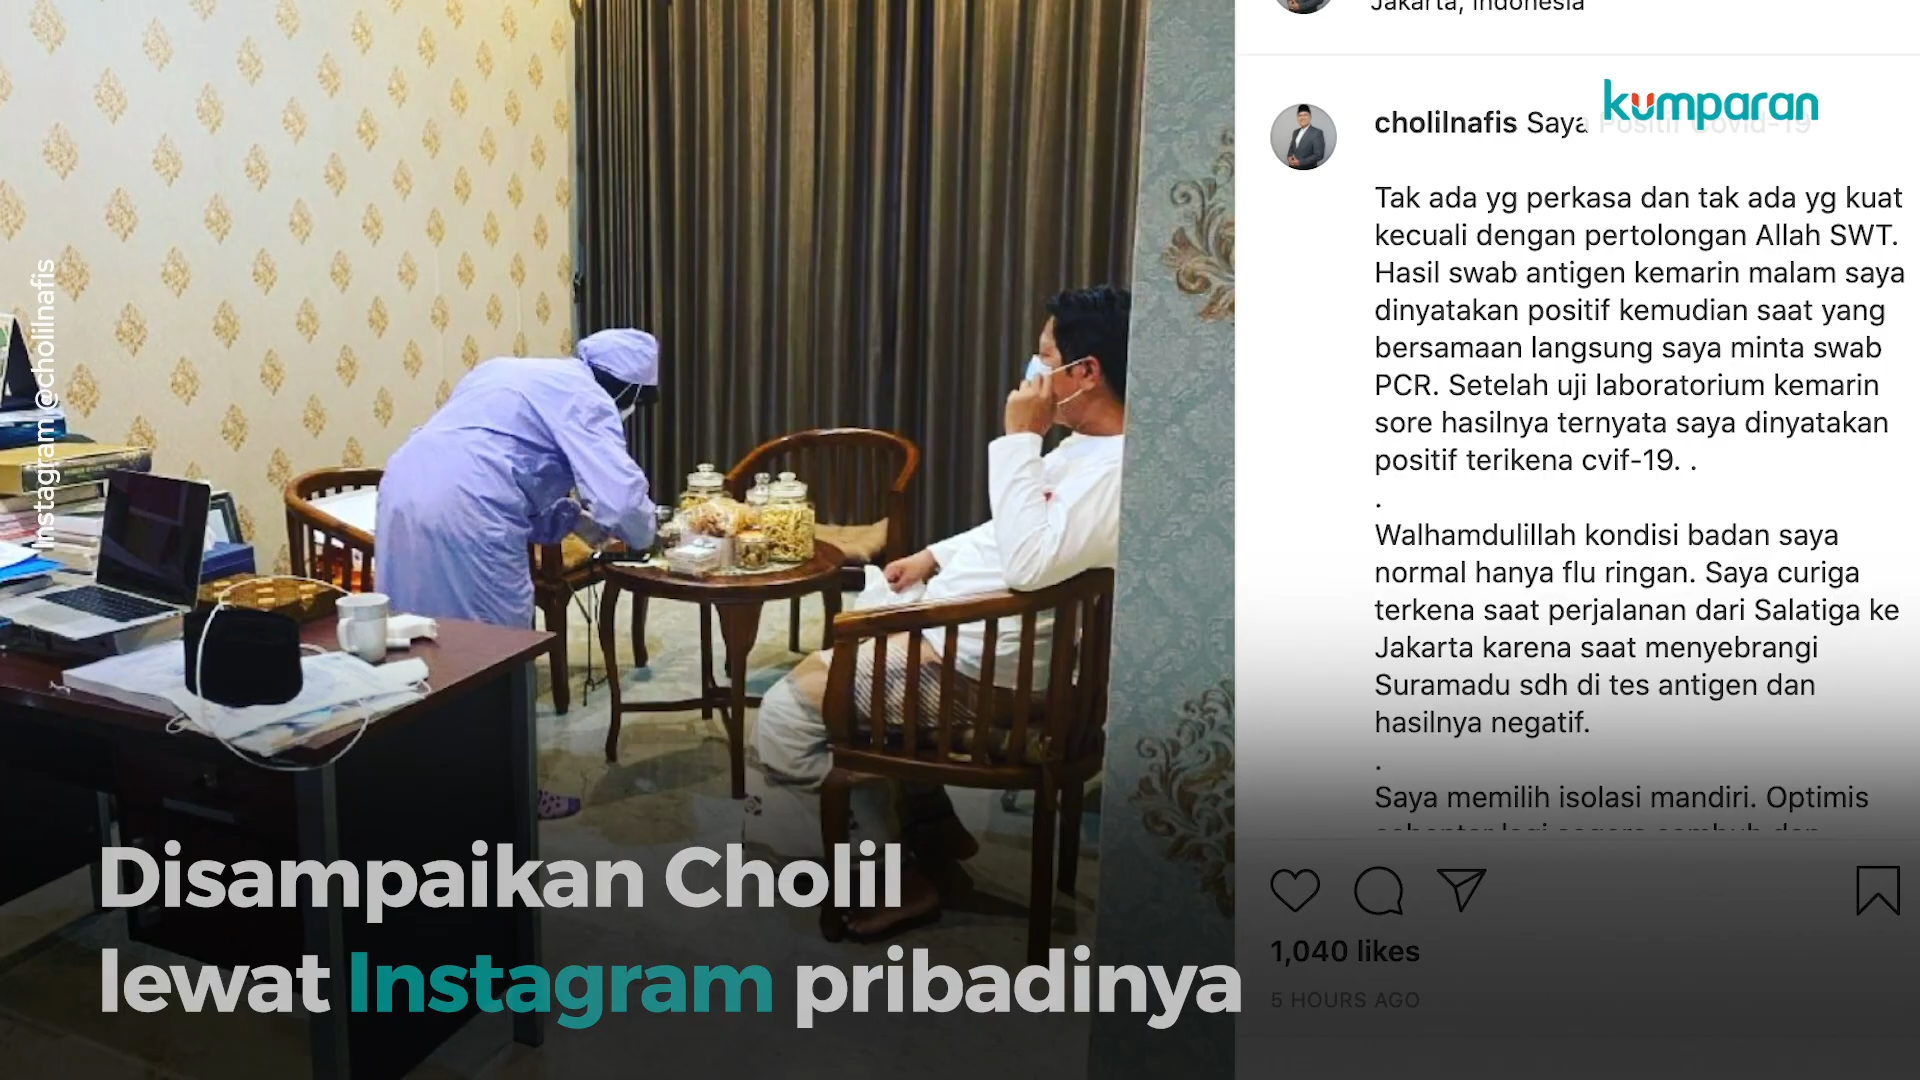 Jakarta, Indonesia
kumparan
cholilnafis Saya Positif Covid-19
Tak ada yg perkasa dan tak ada yg kuat
kecuali dengan pertolongan Allah SWT.
Hasil swab antigen kemarin malam saya
dinyatakan positif kemudian saat yang
bersamaan langsung saya minta swab
PCR. Setelah uji laboratorium kemarin
sore hasilnya ternyata saya dinyatakan
positif terikena cvif-19. .
.
Walhamdulillah kondisi badan saya
normal hanya flu ringan. Saya curiga
terkena saat perjalanan dari Salatiga ke
Jakarta karena saat menyebrangi
Suramadu sdh di tes antigen dan
hasilnya negatif.
.
Saya memilih isolasi mandiri. Optimis
1,040 likes
5 HOURS AGO
Instagram @cholilnafis
Disampaikan Cholil
lewat Instagram pribadinya